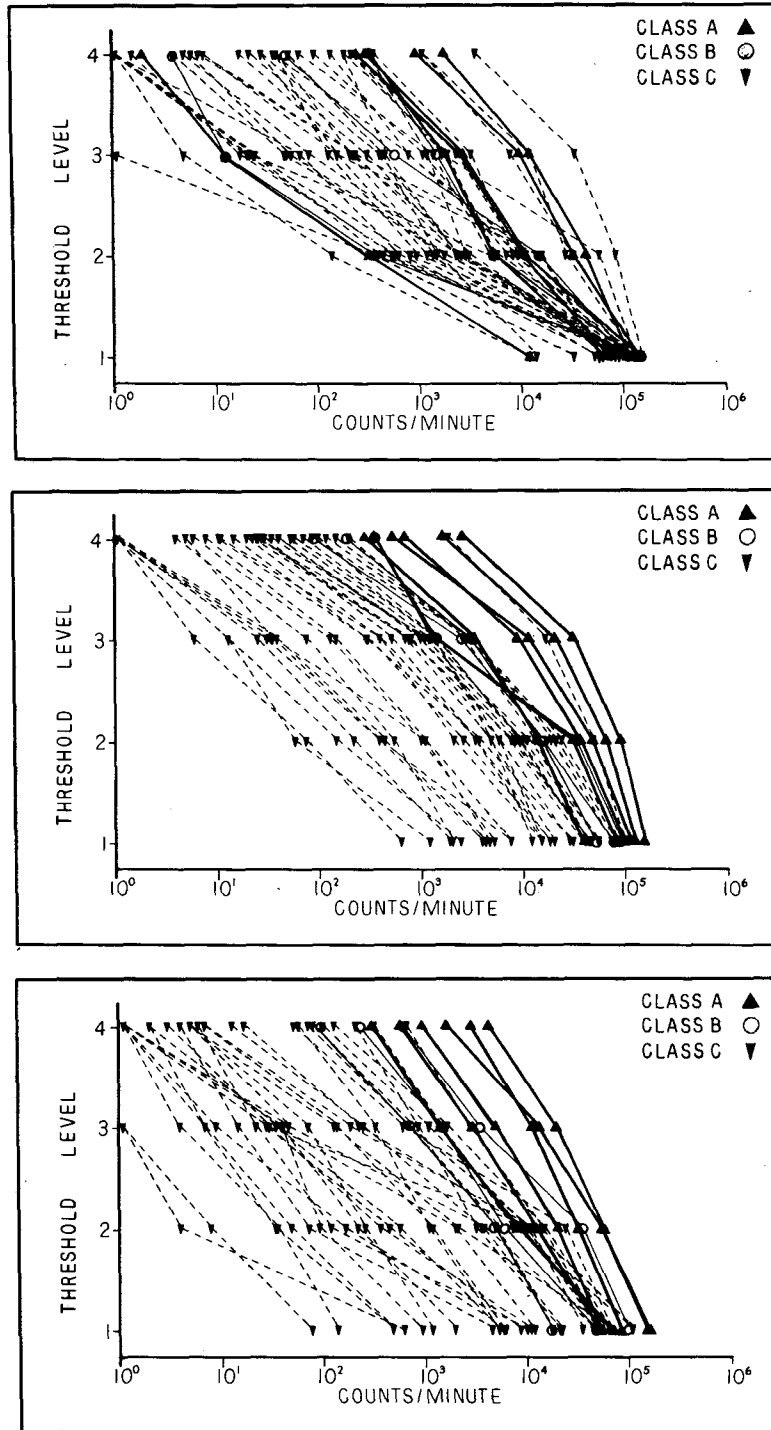 CLASS A ▲
CLASS B ○
CLASS C ▼
THRESHOLD LEVEL
4
3
2
1
10⁰ 10² 10³ 10⁴ 10⁵ 10⁶
COUNTS/MINUTE
CLASS A ▲
CLASS B ○
CLASS C ▼
THRESHOLD LEVEL
4
3
2
1
10⁰ 10¹ 10² 10³ 10⁴ 10⁵ 10⁶
COUNTS/MINUTE
CLASS A ▲
CLASS B ○
CLASS C ▼
THRESHOLD LEVEL
4
3
2
1
10⁰ 10¹ 10² 10³ 10⁴ 10⁵ 10⁶
COUNTS/MINUTE